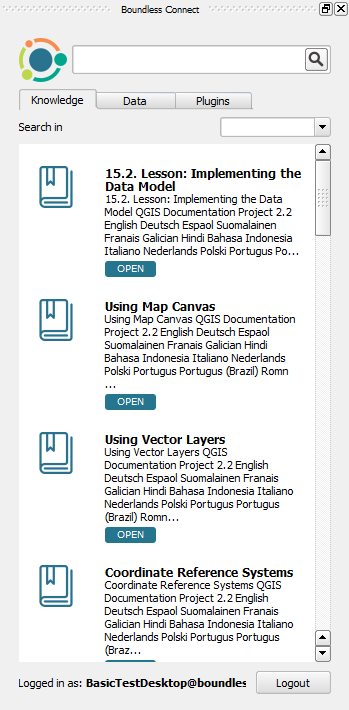 Boundless Connect
Knowledge
Data
Plugins
Search in
15.2. Lesson: Implementing the
Data Model
15.2. Lesson: Implementing the Data
Model QGIS Documentation Project 2.2
English Deutsch Espaol Suomalainen
Franais Galician Hindi Bahasa Indonesia
Italiano Nederlands Polski Portugus Po...
OPEN
Using Map Canvas
Using Map Canvas QGIS Documentation
Project 2.2 English Deutsch Espaol
Suomalainen Franais Galician Hindi
Bahasa Indonesia Italiano Nederlands
Polski Portugus Portugus (Brazil) Romn
...
OPEN
Using Vector Layers
Using Vector Layers QGIS
Documentation Project 2.2 English
Deutsch Espaol Suomalainen Franais
Galician Hindi Bahasa Indonesia Italiano
Nederlands Polski Portugus Portugus
(Brazil) Romn...
OPEN
Coordinate Reference Systems
Coordinate Reference Systems QGIS
Documentation Project 2.2 English
Deutsch Espaol Suomalainen Franais
Galician Hindi Bahasa Indonesia Italiano
Nederlands Polski Portugus Portugus
(Braz...
Logged in as: BasicTestDesktop@boundles
Logout